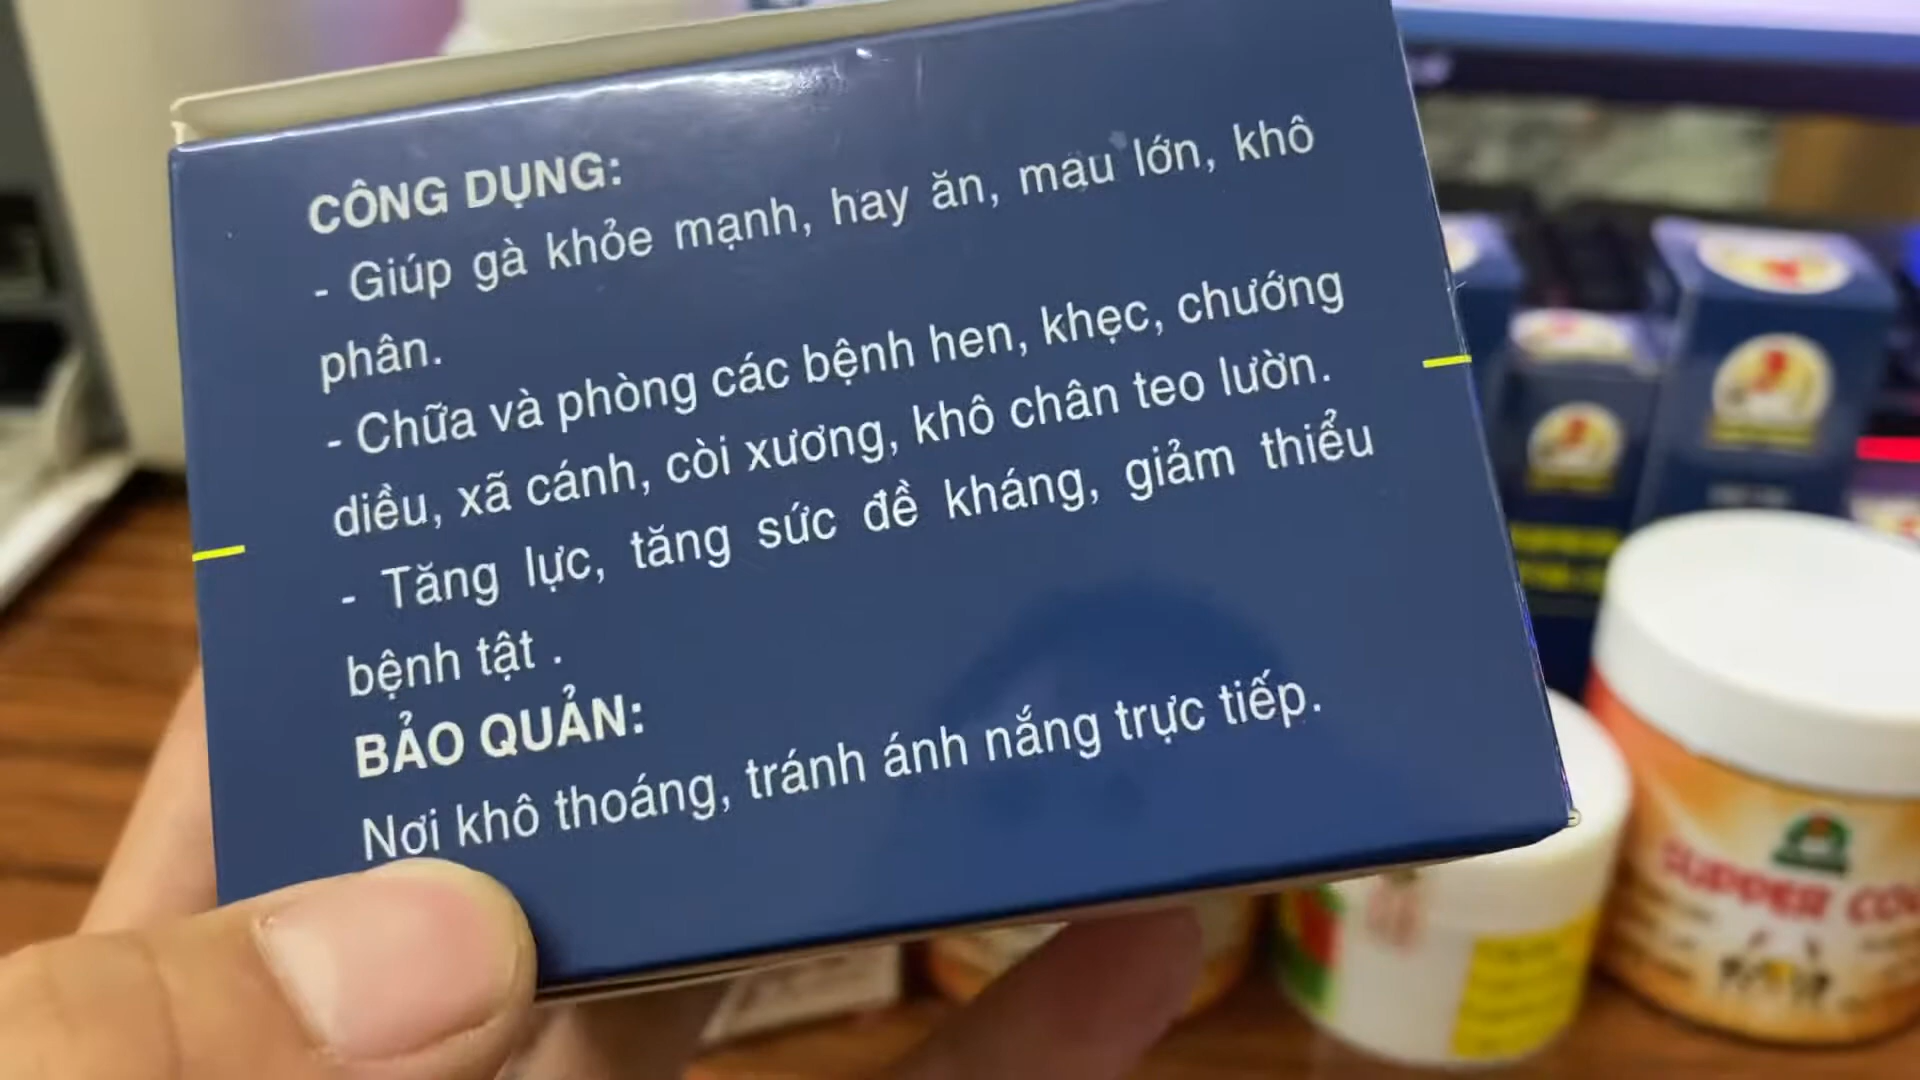 CÔNG DỤNG:
- Giúp gà khỏe mạnh, hay ăn, mau lớn, khô
phân.
- Chữa và phòng các bệnh hen, khẹc, chướng
diều, xã cánh, còi xương, khô chân teo lườn.
- Tăng lực, tăng sức đề kháng, giảm thiểu
bệnh tật .
BẢO QUẢN:
Nơi khô thoáng, tránh ánh nắng trực tiếp.
SUPPER